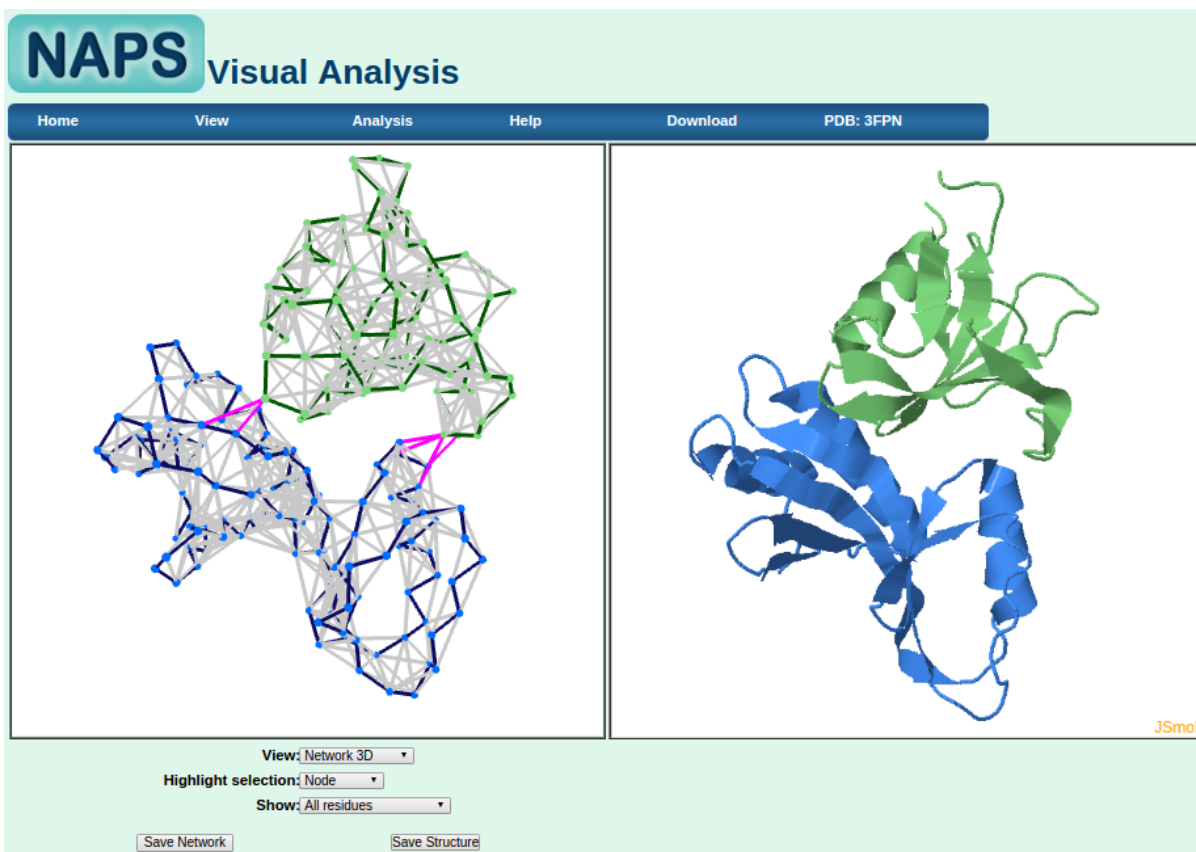 NAPS Visual Analysis
Home View Analysis Help Download PDB: 3FPN
JSmol
View: Network 3D
Highlight selection: Node
Show: All residues
Save Network Save Structure